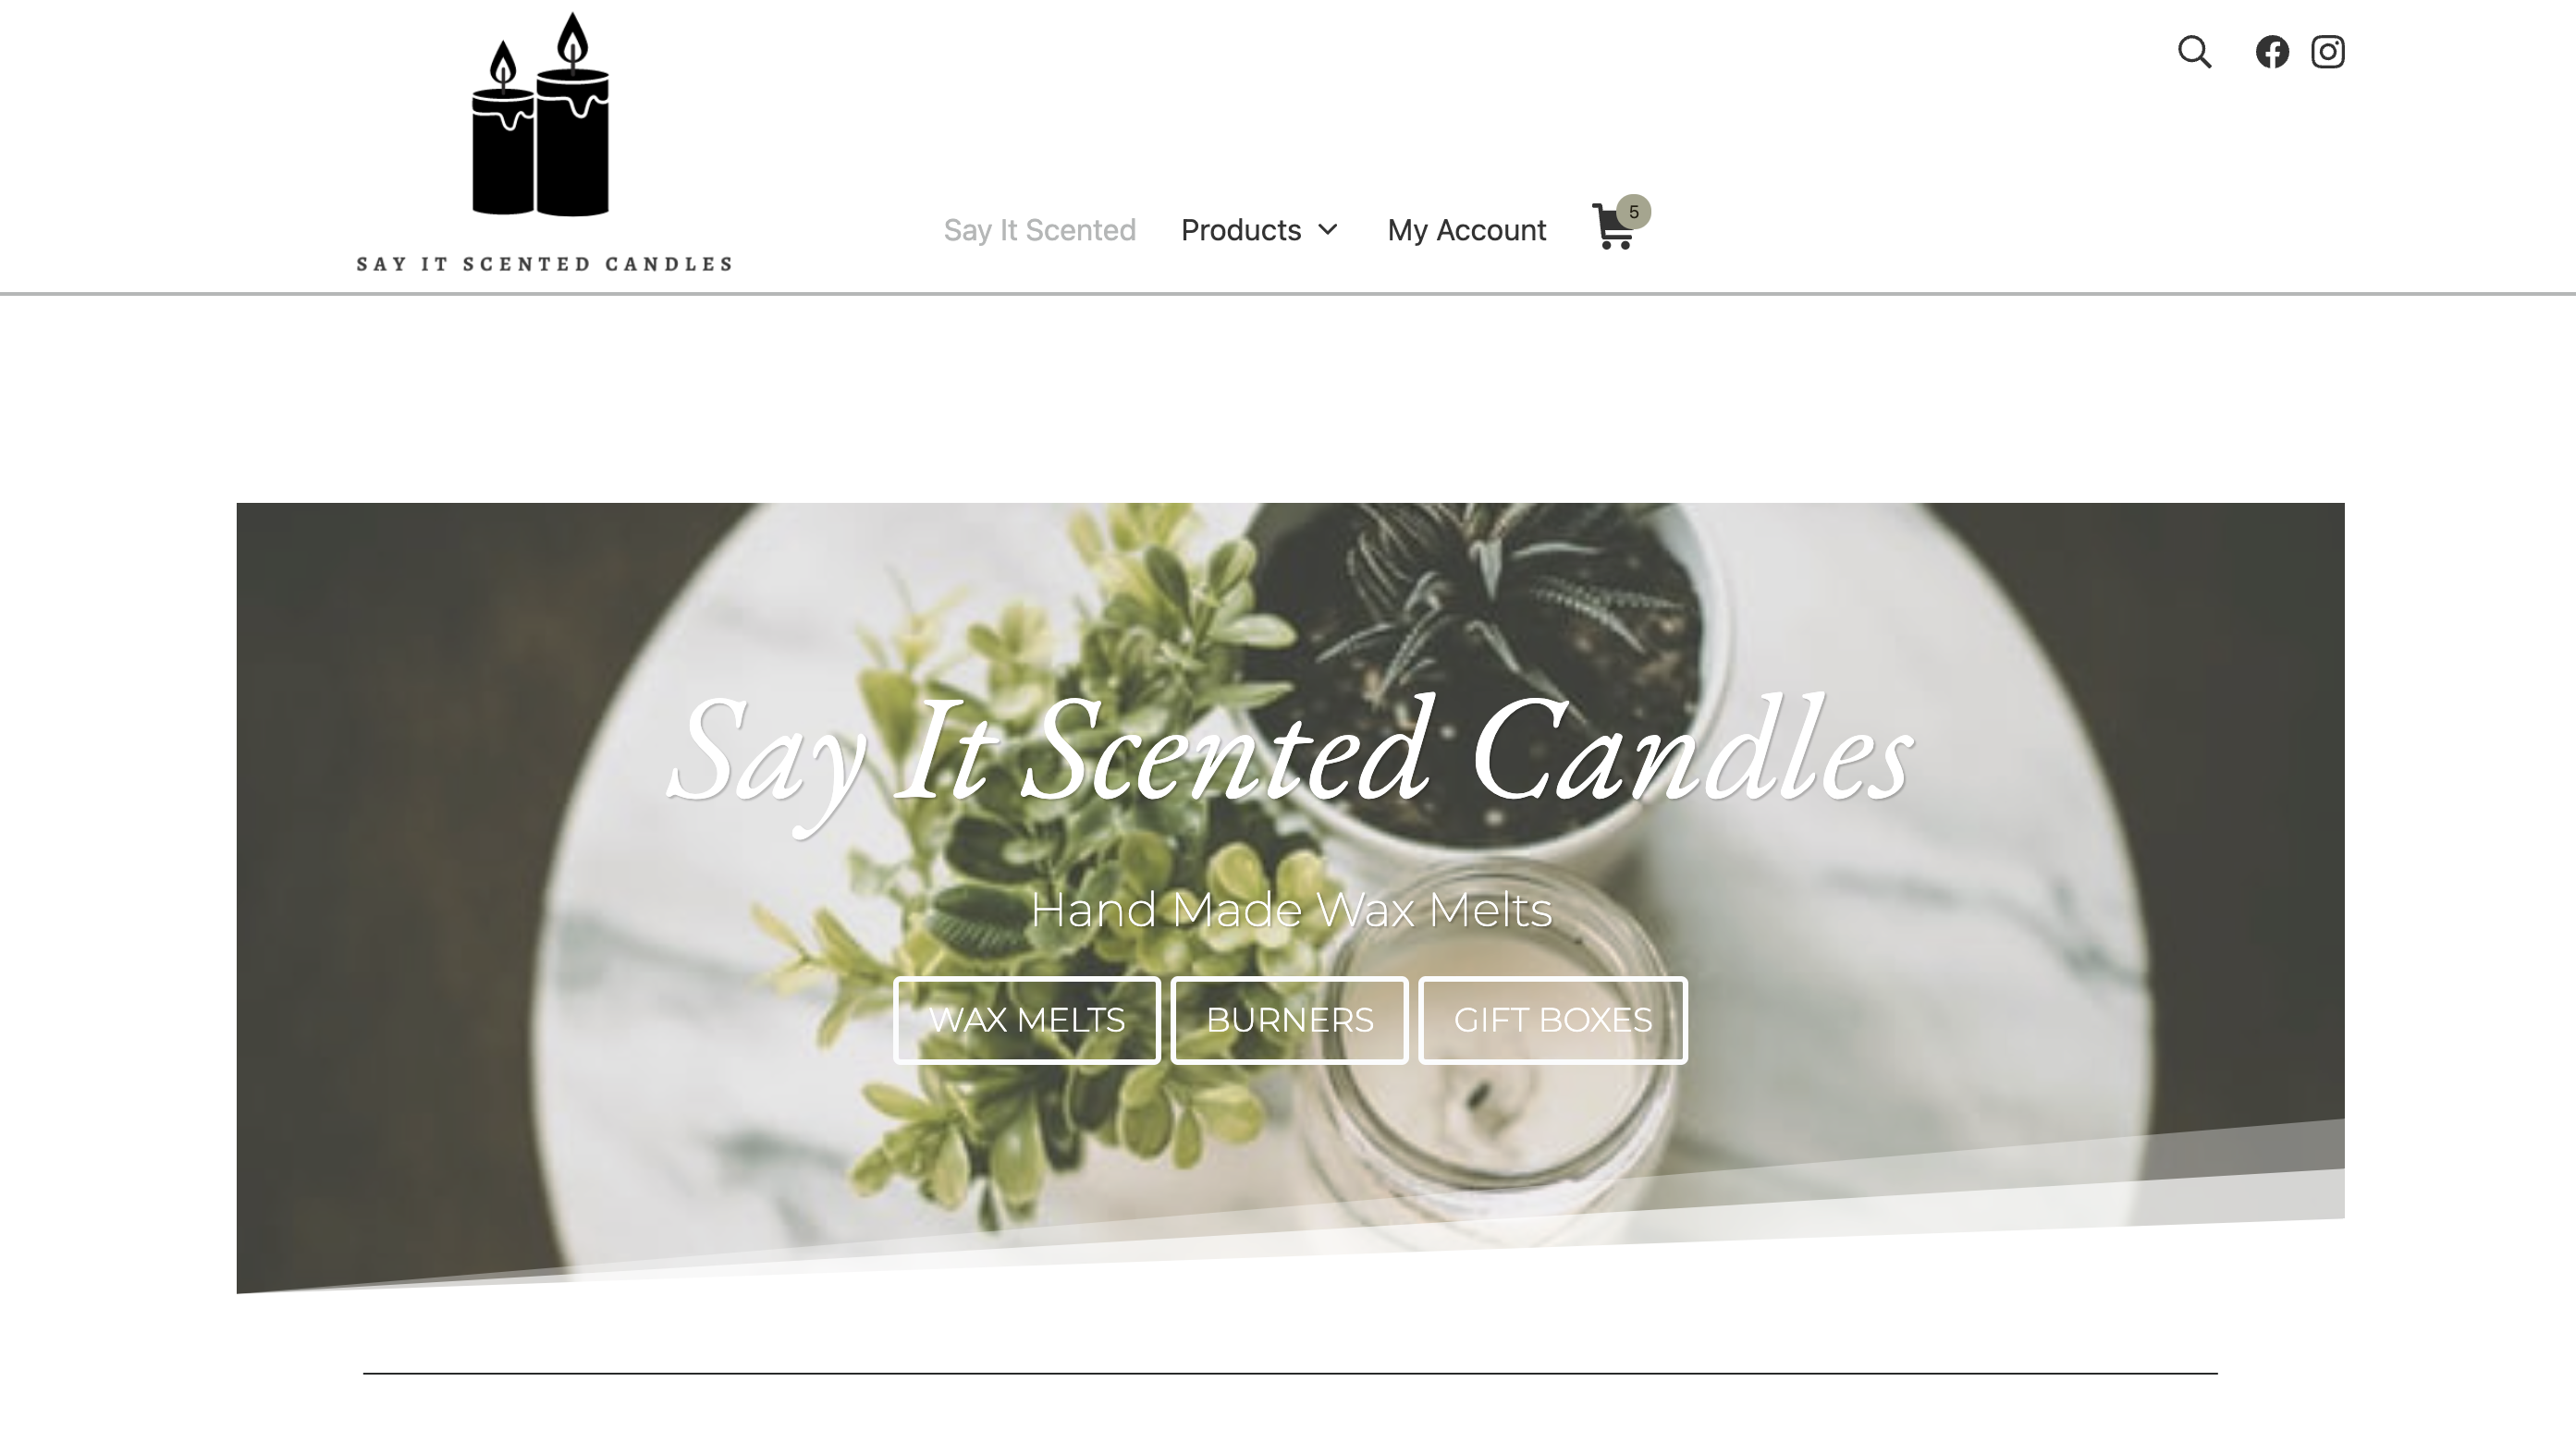 SAY IT SCENTED CANDLES
Say It Scented Products My Account 5
Say It Scented Candles
Hand Made Wax Melts
WAX MELTS BURNERS GIFT BOXES